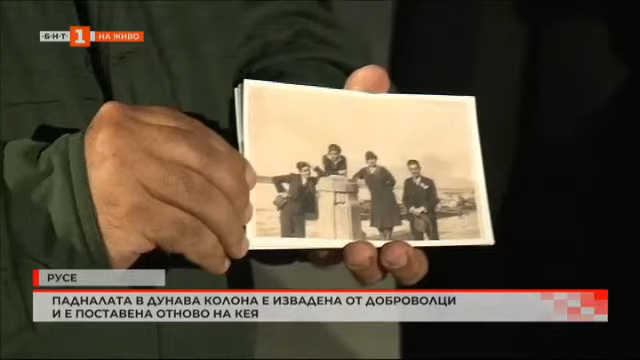 БНТ 1 НА ЖИВО
РУСЕ
ПАДНАЛАТА В ДУНАВА КОЛОНА Е ИЗВАДЕНА ОТ ДОБРОВОЛЦИ
И Е ПОСТАВЕНА ОТНОВО НА КЕЯ